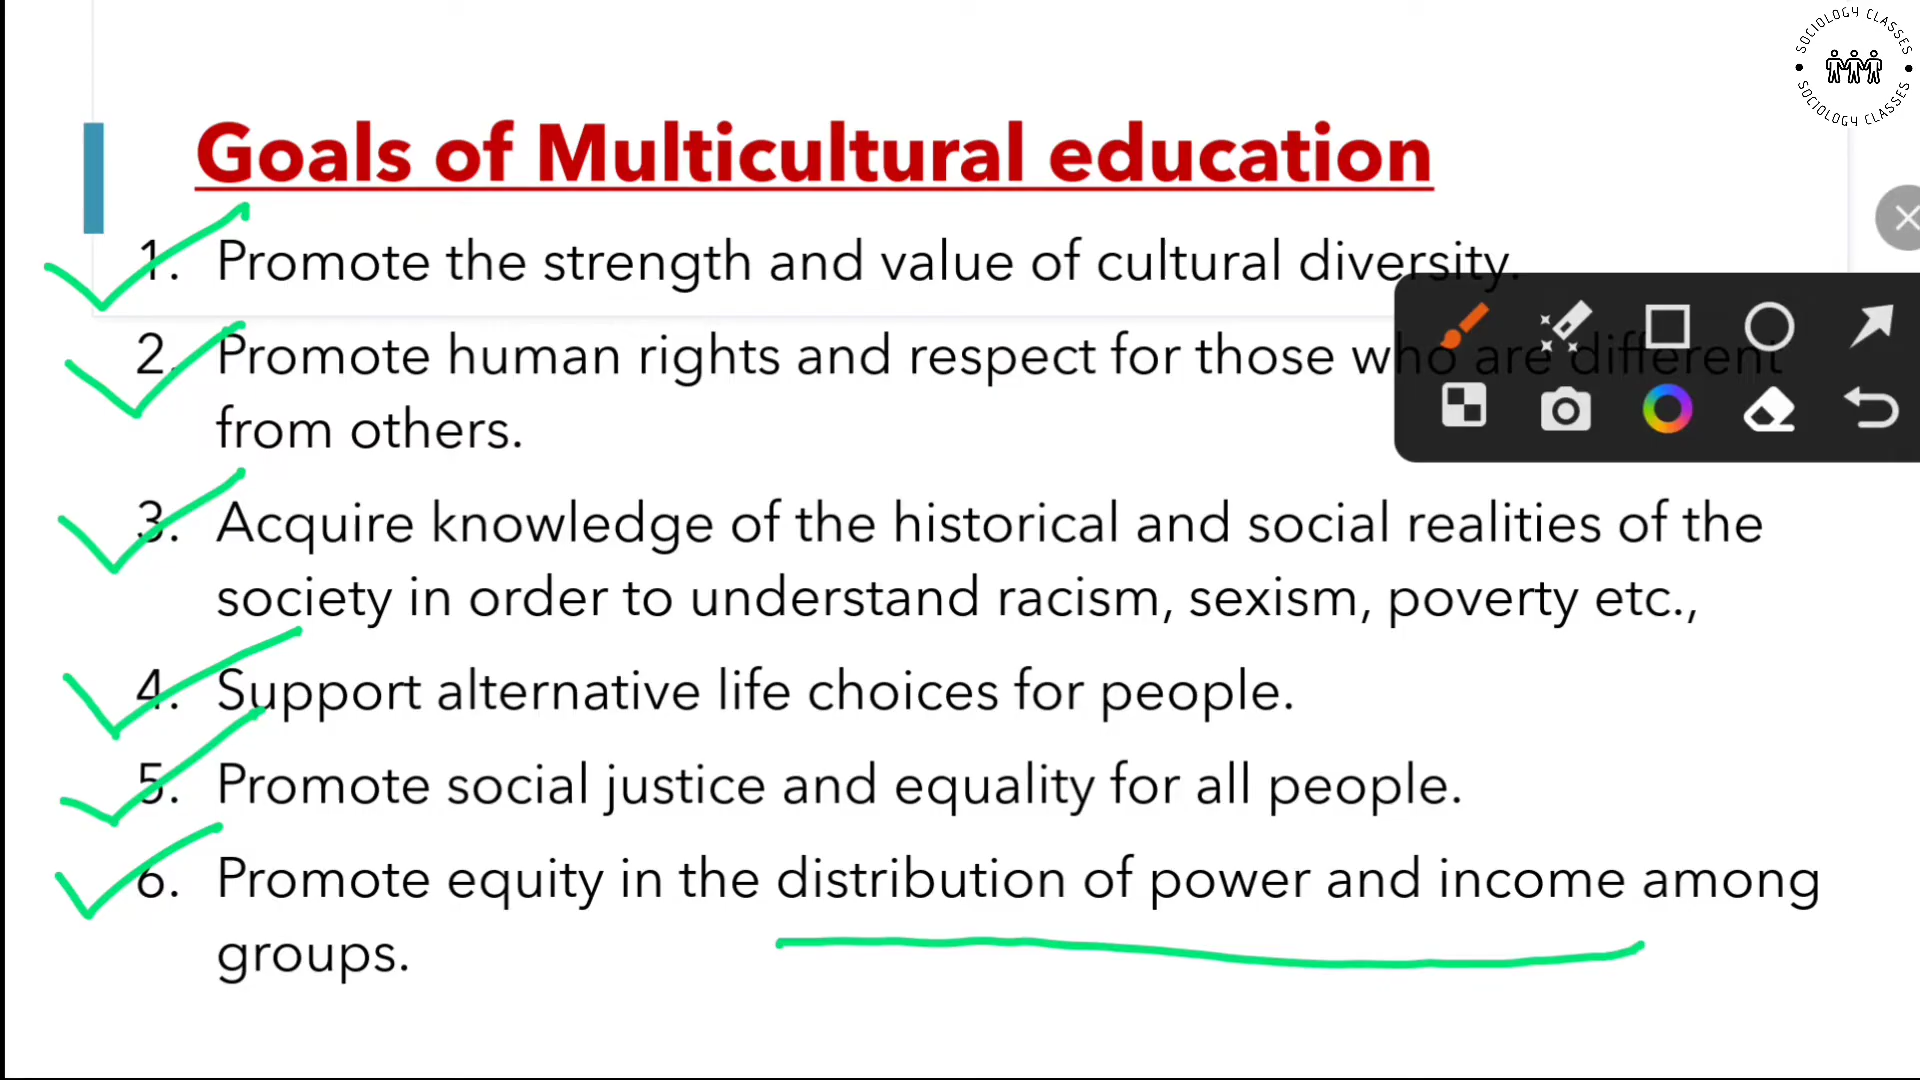 SOCIOLOGY CLASSES
SOCIOLOGY CLASSES
Goals of Multicultural education
1. Promote the strength and value of cultural diversity.
2. Promote human rights and respect for those who are different
from others.
3. Acquire knowledge of the historical and social realities of the
society in order to understand racism, sexism, poverty etc.,
4. Support alternative life choices for people.
5. Promote social justice and equality for all people.
6. Promote equity in the distribution of power and income among
groups.